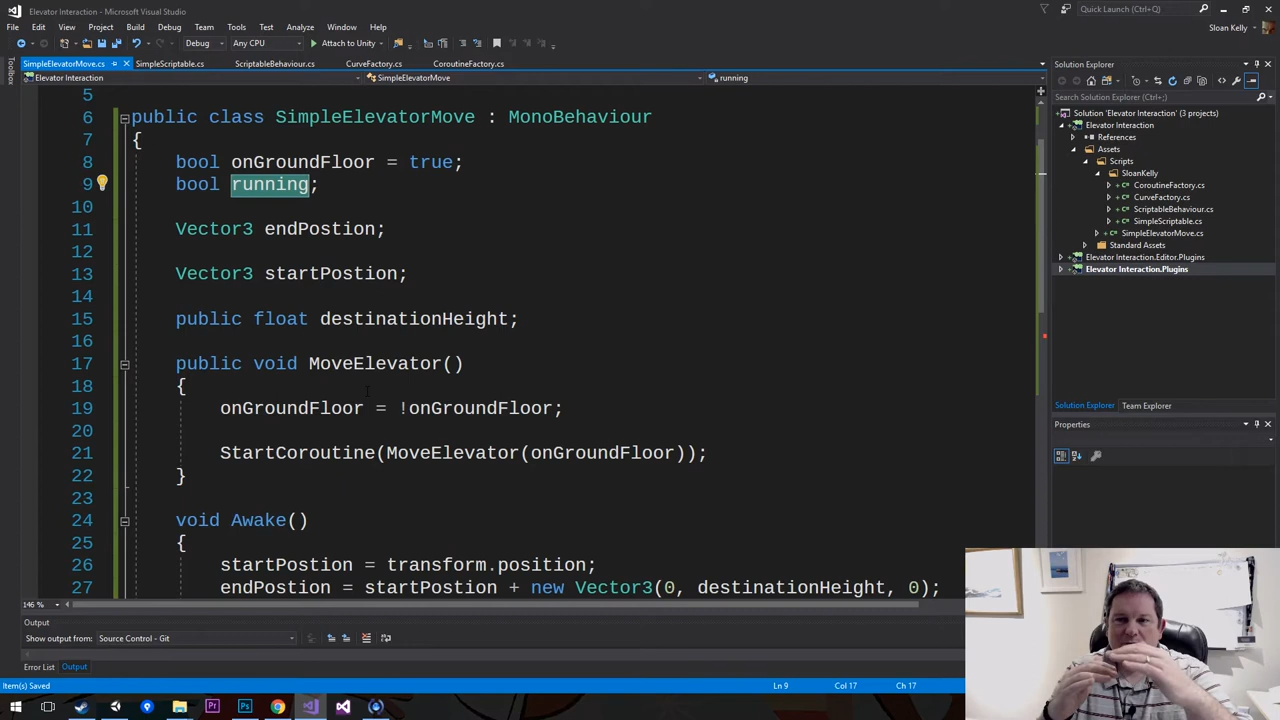 Elevator Interaction - Microsoft Visual Studio
Quick Launch (Ctrl+Q)
File Edit View Project Build Debug Team Tools Test Analyze Window Help
Sloan Kelly
Debug Any CPU Attach to Unity
Toolbox
SimpleElevatorMove.cs SimpleScriptable.cs ScriptableBehaviour.cs CurveFactory.cs CoroutineFactory.cs
Elevator Interaction SimpleElevatorMove running
5
6 public class SimpleElevatorMove : MonoBehaviour
7 {
8 bool onGroundFloor = true;
9 bool running;
10
11 Vector3 endPostion;
12
13 Vector3 startPostion;
14
15 public float destinationHeight;
16
17 public void MoveElevator()
18 {
19 onGroundFloor = !onGroundFloor;
20
21 StartCoroutine(MoveElevator(onGroundFloor));
22 }
23
24 void Awake()
25 {
26 startPostion = transform.position;
27 endPostion = startPostion + new Vector3(0, destinationHeight, 0);
146 %
Output
Show output from: Source Control - Git
Error List Output
Item(s) Saved Ln 9 Col 17 Ch 17
Solution Explorer
Search Solution Explorer (Ctrl+;)
Solution 'Elevator Interaction' (3 projects)
Elevator Interaction
References
Assets
Scripts
SloanKelly
CoroutineFactory.cs
CurveFactory.cs
ScriptableBehaviour.cs
SimpleScriptable.cs
SimpleElevatorMove.cs
Standard Assets
Elevator Interaction.Editor.Plugins
Elevator Interaction.Plugins
Solution Explorer Team Explorer
Properties
Pr
Ps